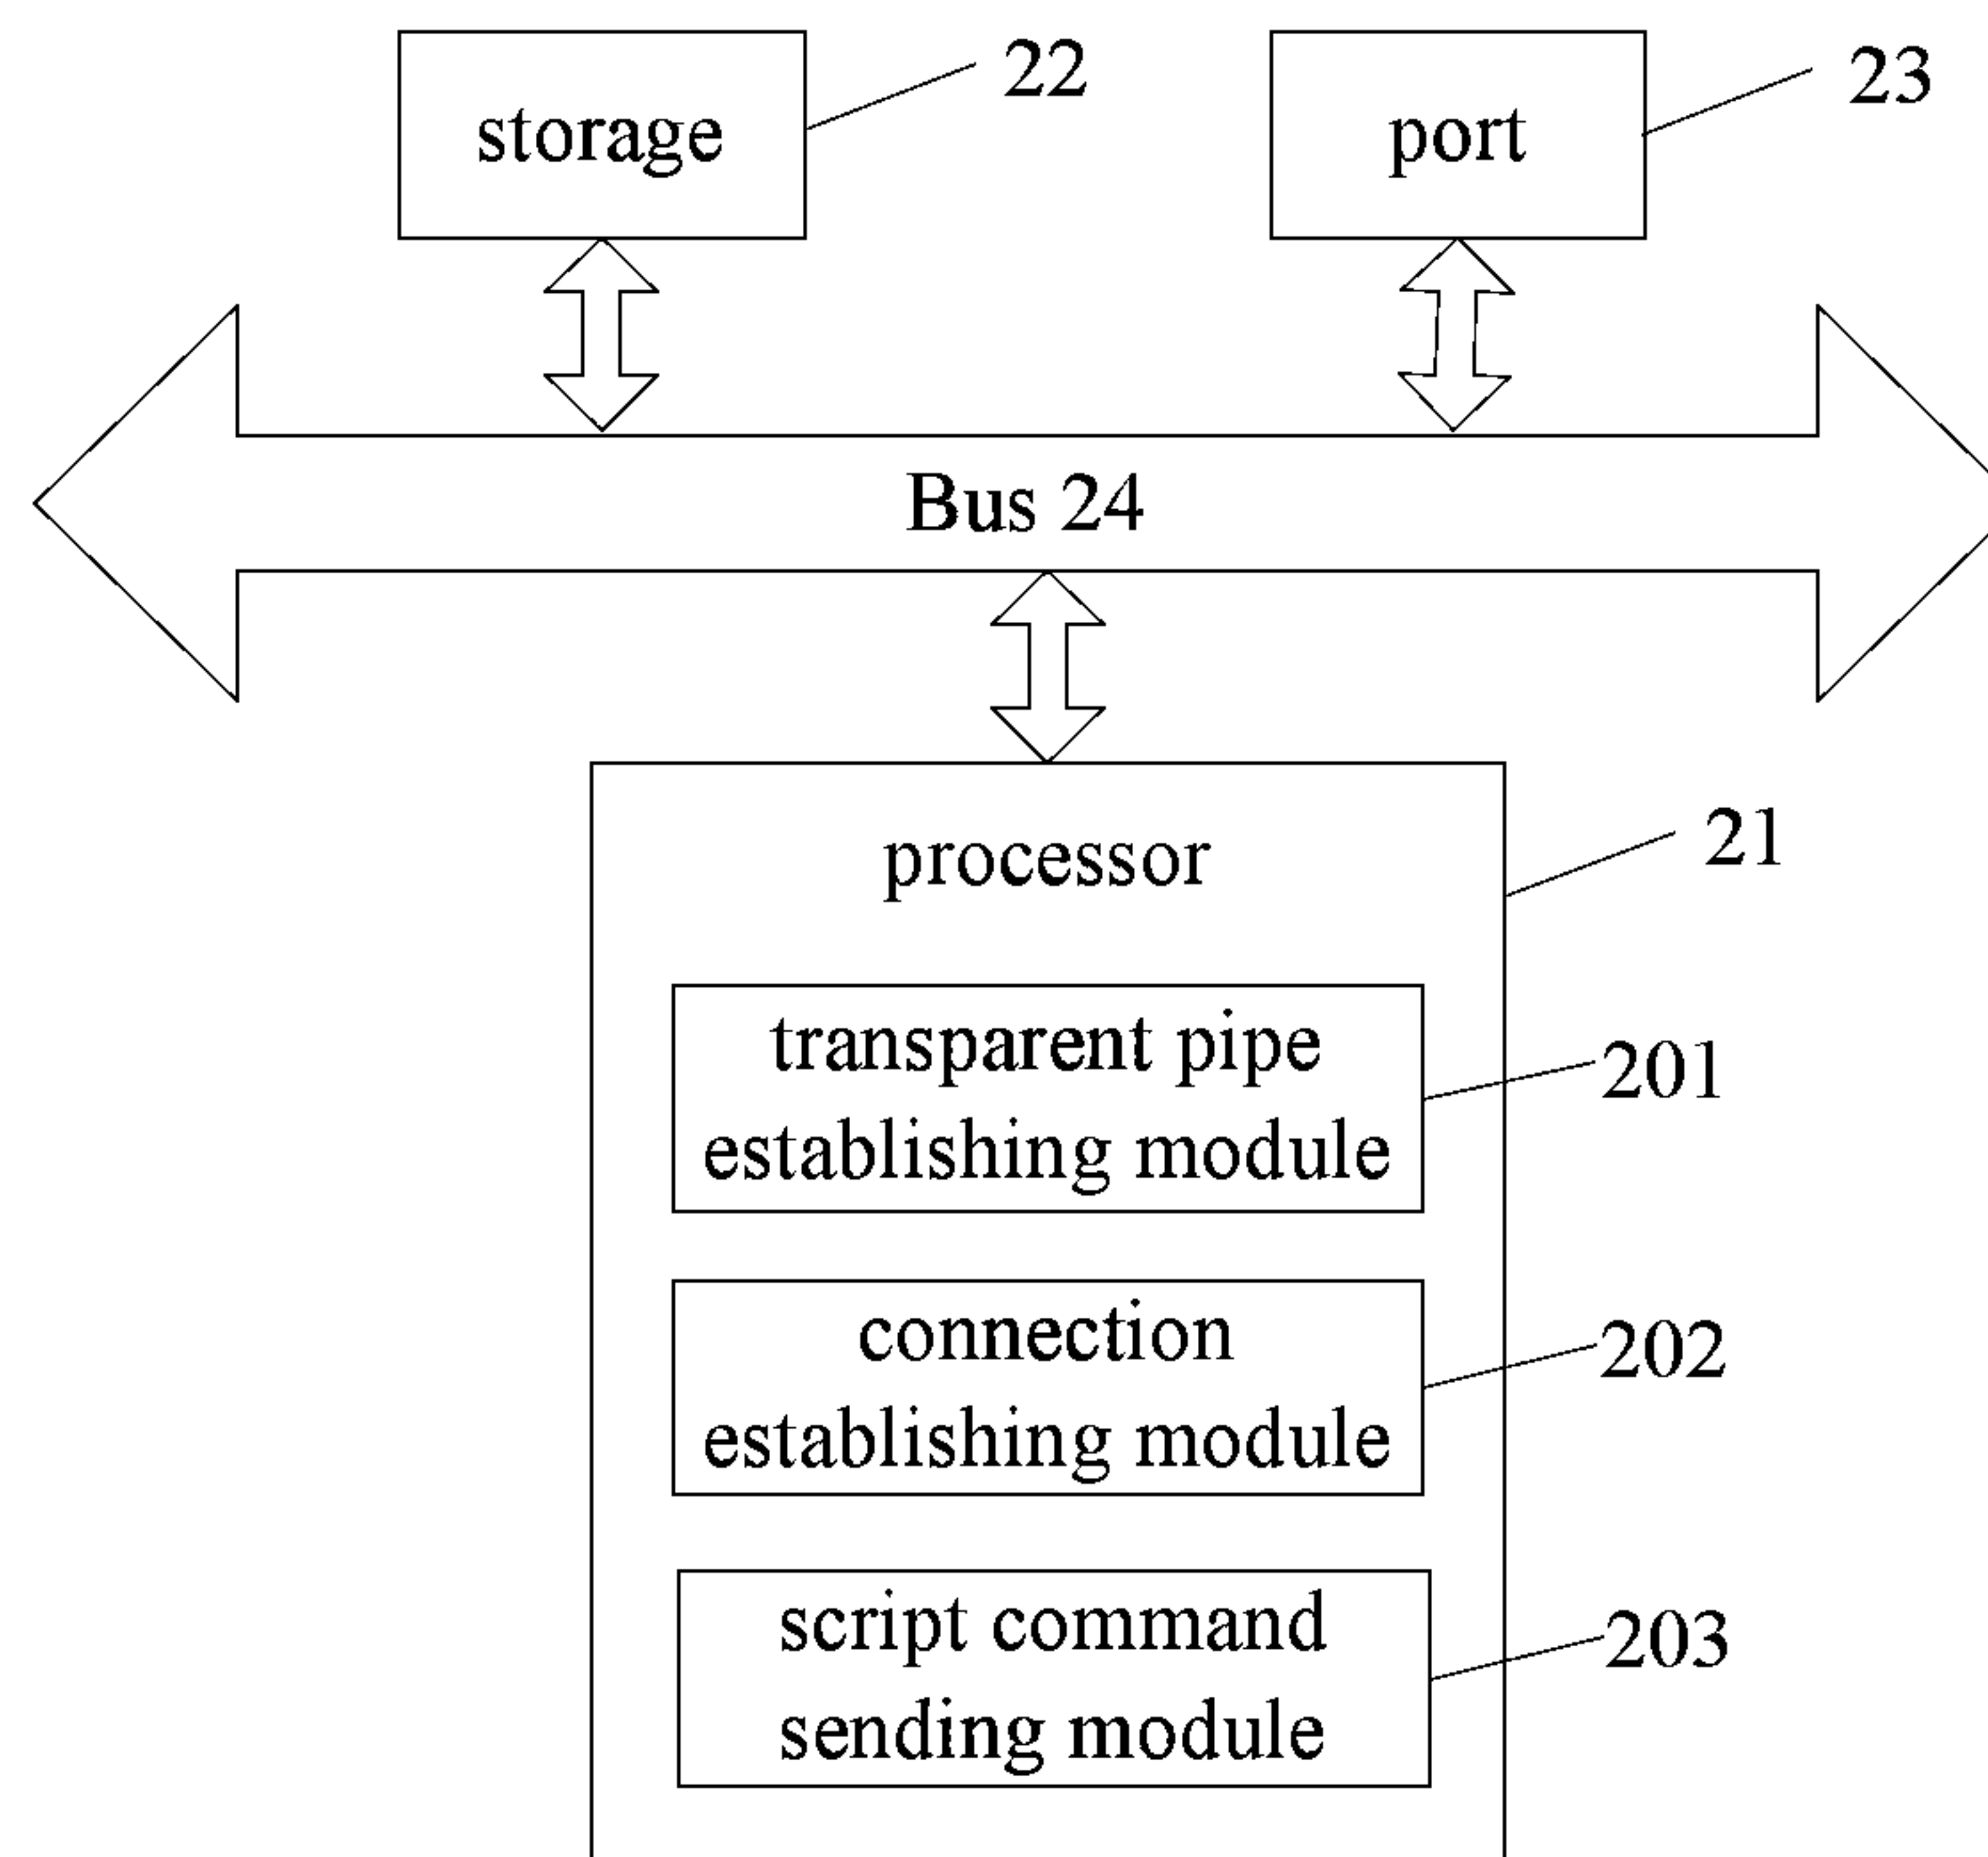 storage
22
port
23
Bus 24
processor
21
transparent pipe
establishing module
201
connection
establishing module
202
script command
sending module
203